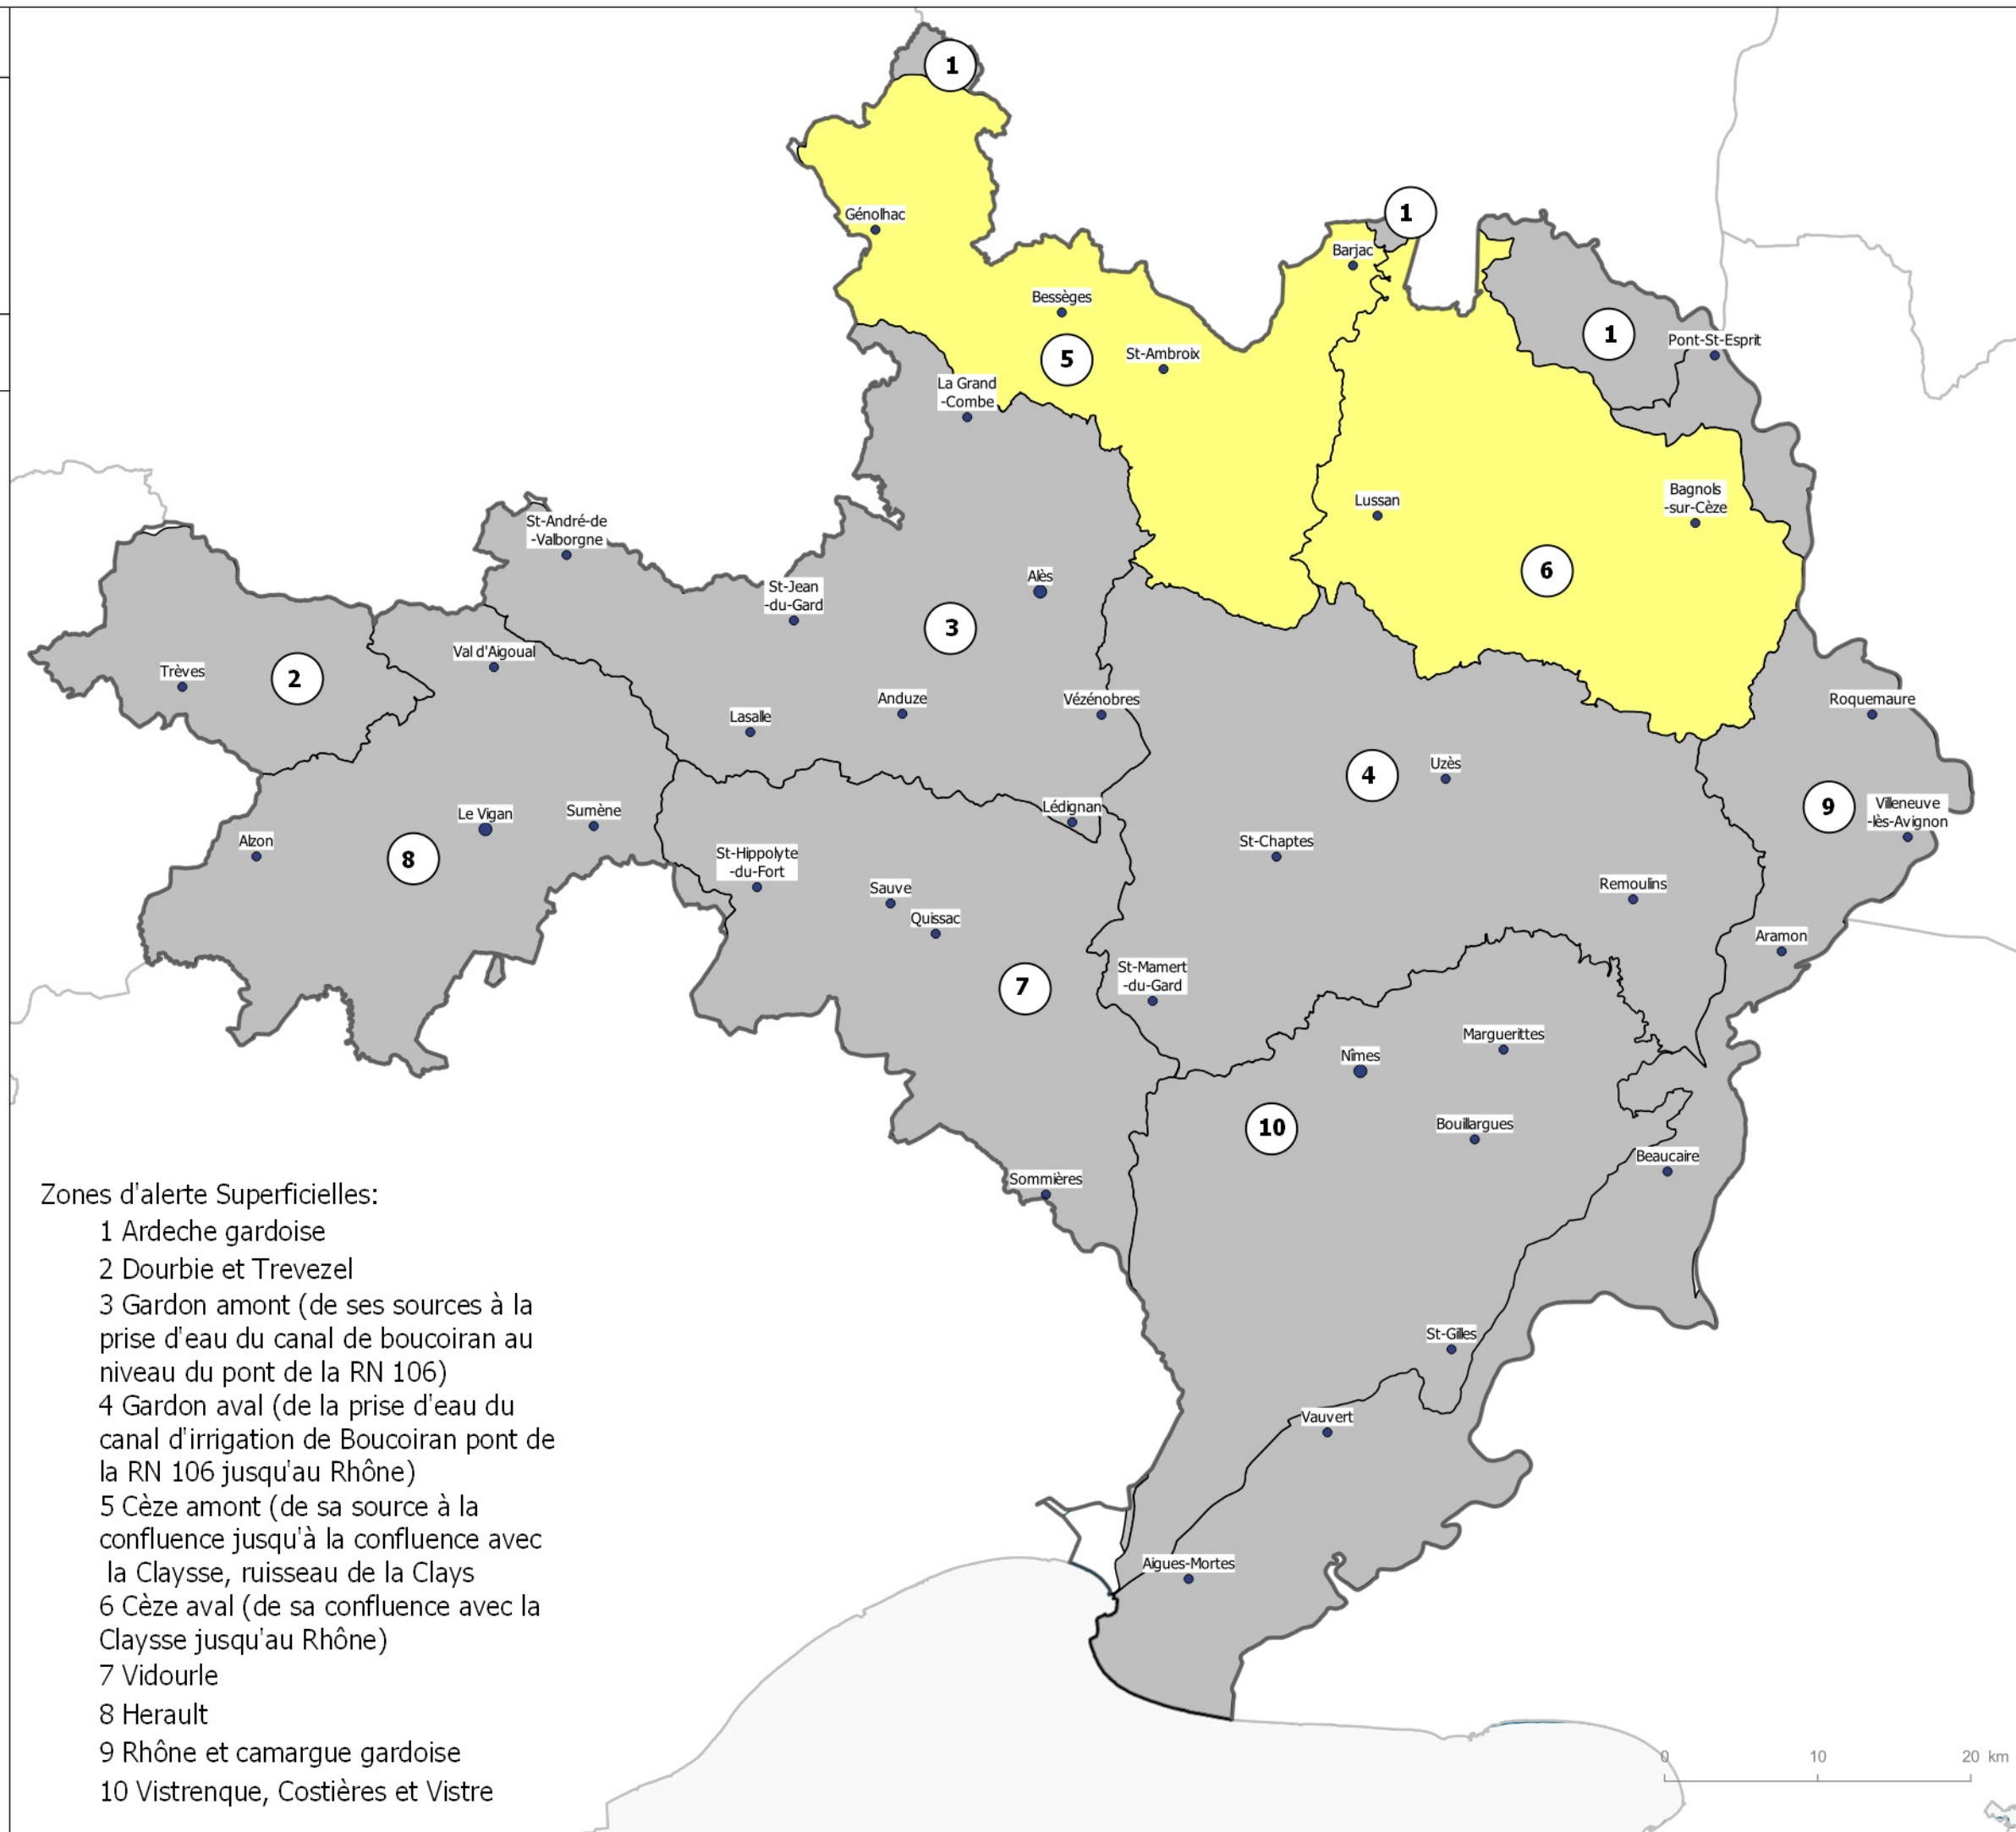 1
Génolhac
1
Barjac
Bessèges
5
St-Ambroix
1
Pont-St-Esprit
La Grand
-Combe
Lussan
Bagnols
-sur-Cèze
6
St-André-de
-Valborgne
St-Jean
-du-Gard
Alès
3
Val d'Aigoual
Trèves
2
Lasalle
Anduze
Vézénobres
Roquemaure
4
Uzès
9
Villeneuve
-lès-Avignon
Lédignan
Le Vigan
Sumène
Alzon
8
St-Hippolyte
-du-Fort
St-Chaptes
Sauve
Quissac
Remoulins
Aramon
7
St-Mamert
-du-Gard
Marguerittes
Nîmes
10
Bouillargues
Beaucaire
Sommières
St-Gilles
Vauvert
Aigues-Mortes
Zones d'alerte Superficielles:
1 Ardeche gardoise
2 Dourbie et Trevezel
3 Gardon amont (de ses sources à la
prise d'eau du canal de boucoiran au
niveau du pont de la RN 106)
4 Gardon aval (de la prise d'eau du
canal d'irrigation de Boucoiran pont de
la RN 106 jusqu'au Rhône)
5 Cèze amont (de sa source à la
confluence jusqu'à la confluence avec
la Claysse, ruisseau de la Clays
6 Cèze aval (de sa confluence avec la
Claysse jusqu'au Rhône)
7 Vidourle
8 Herault
9 Rhône et camargue gardoise
10 Vistrenque, Costières et Vistre
0 10 20 km